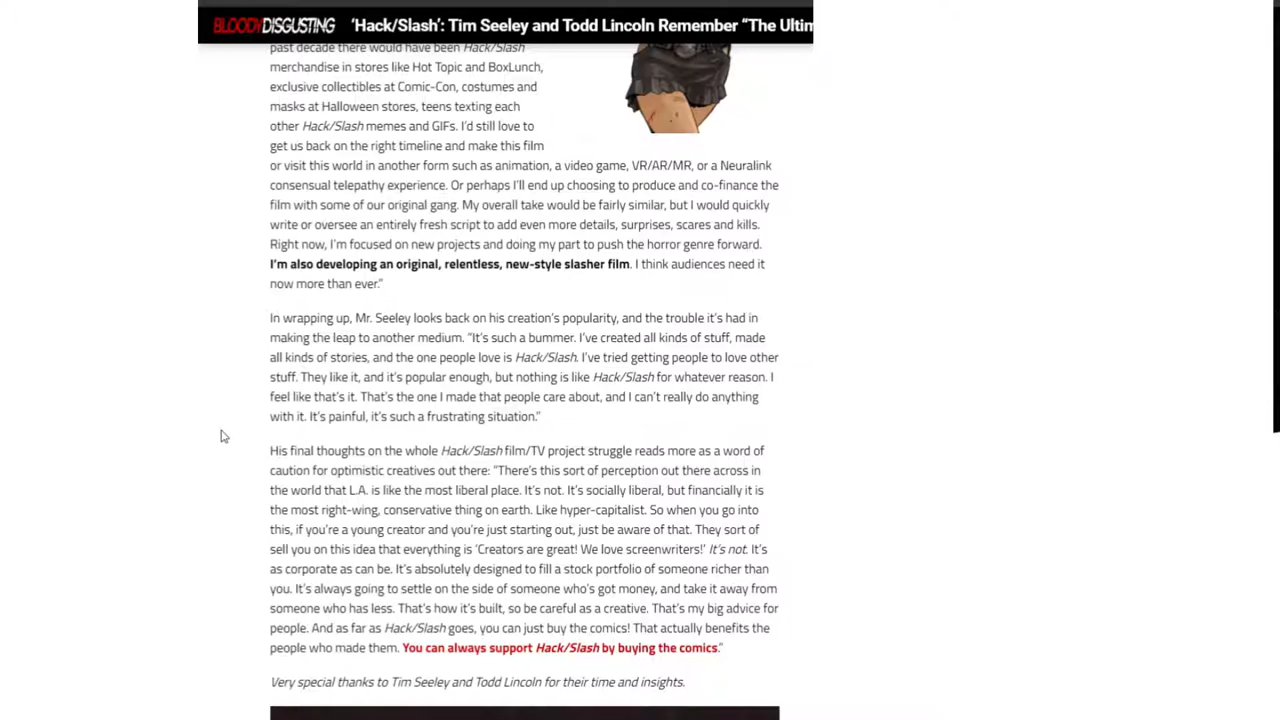 BLOODY DISGUSTING 'Hack/Slash': Tim Seeley and Todd Lincoln Remember “The Ultim
past decade there would have been Hack/Slash
merchandise in stores like Hot Topic and BoxLunch,
exclusive collectibles at Comic-Con, costumes and
masks at Halloween stores, teens texting each
other Hack/Slash memes and GIFs. I’d still love to
get us back on the right timeline and make this film
or visit this world in another form such as animation, a video game, VR/AR/MR, or a Neuralink
consensual telepathy experience. Or perhaps I’ll end up choosing to produce and co-finance the
film with some of our original gang. My overall take would be fairly similar, but I would quickly
write or oversee an entirely fresh script to add even more details, surprises, scares and kills.
Right now, I’m focused on new projects and doing my part to push the horror genre forward.
I’m also developing an original, relentless, new-style slasher film. I think audiences need it
now more than ever.”
In wrapping up, Mr. Seeley looks back on his creation’s popularity, and the trouble it’s had in
making the leap to another medium. “It’s such a bummer. I’ve created all kinds of stuff, made
all kinds of stories, and the one people love is Hack/Slash. I’ve tried getting people to love other
stuff. They like it, and it’s popular enough, but nothing is like Hack/Slash for whatever reason. I
feel like that’s it. That’s the one I made that people care about, and I can’t really do anything
with it. It’s painful, it’s such a frustrating situation.”
His final thoughts on the whole Hack/Slash film/TV project struggle reads more as a word of
caution for optimistic creatives out there: “There’s this sort of perception out there across in
the world that L.A. is like the most liberal place. It’s not. It’s socially liberal, but financially it is
the most right-wing, conservative thing on earth. Like hyper-capitalist. So when you go into
this, if you’re a young creator and you’re just starting out, just be aware of that. They sort of
sell you on this idea that everything is ‘Creators are great! We love screenwriters!’ It’s not. It’s
as corporate as can be. It’s absolutely designed to fill a stock portfolio of someone richer than
you. It’s always going to settle on the side of someone who’s got money, and take it away from
someone who has less. That’s how it’s built, so be careful as a creative. That’s my big advice for
people. And as far as Hack/Slash goes, you can just buy the comics! That actually benefits the
people who made them. You can always support Hack/Slash by buying the comics.”
Very special thanks to Tim Seeley and Todd Lincoln for their time and insights.